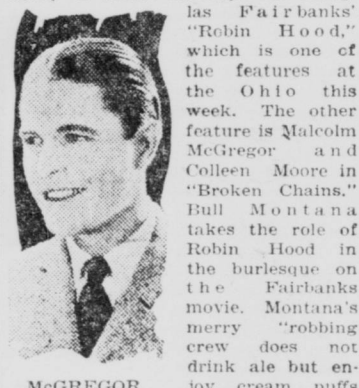 las Fairbanks'
"Robin Hood,"
which is one of
the features at
the Ohio this
week. The other
feature is Malcolm
McGregor and
Colleen Moore in
"Broken Chains."
Bull Montana
takes the role of
Robin Hood in
the burlesque on
the Fairbanks
movie. Montana's
merry "robbing
crew does not
drink ale but en-
joy cream puffs
McGREGOR